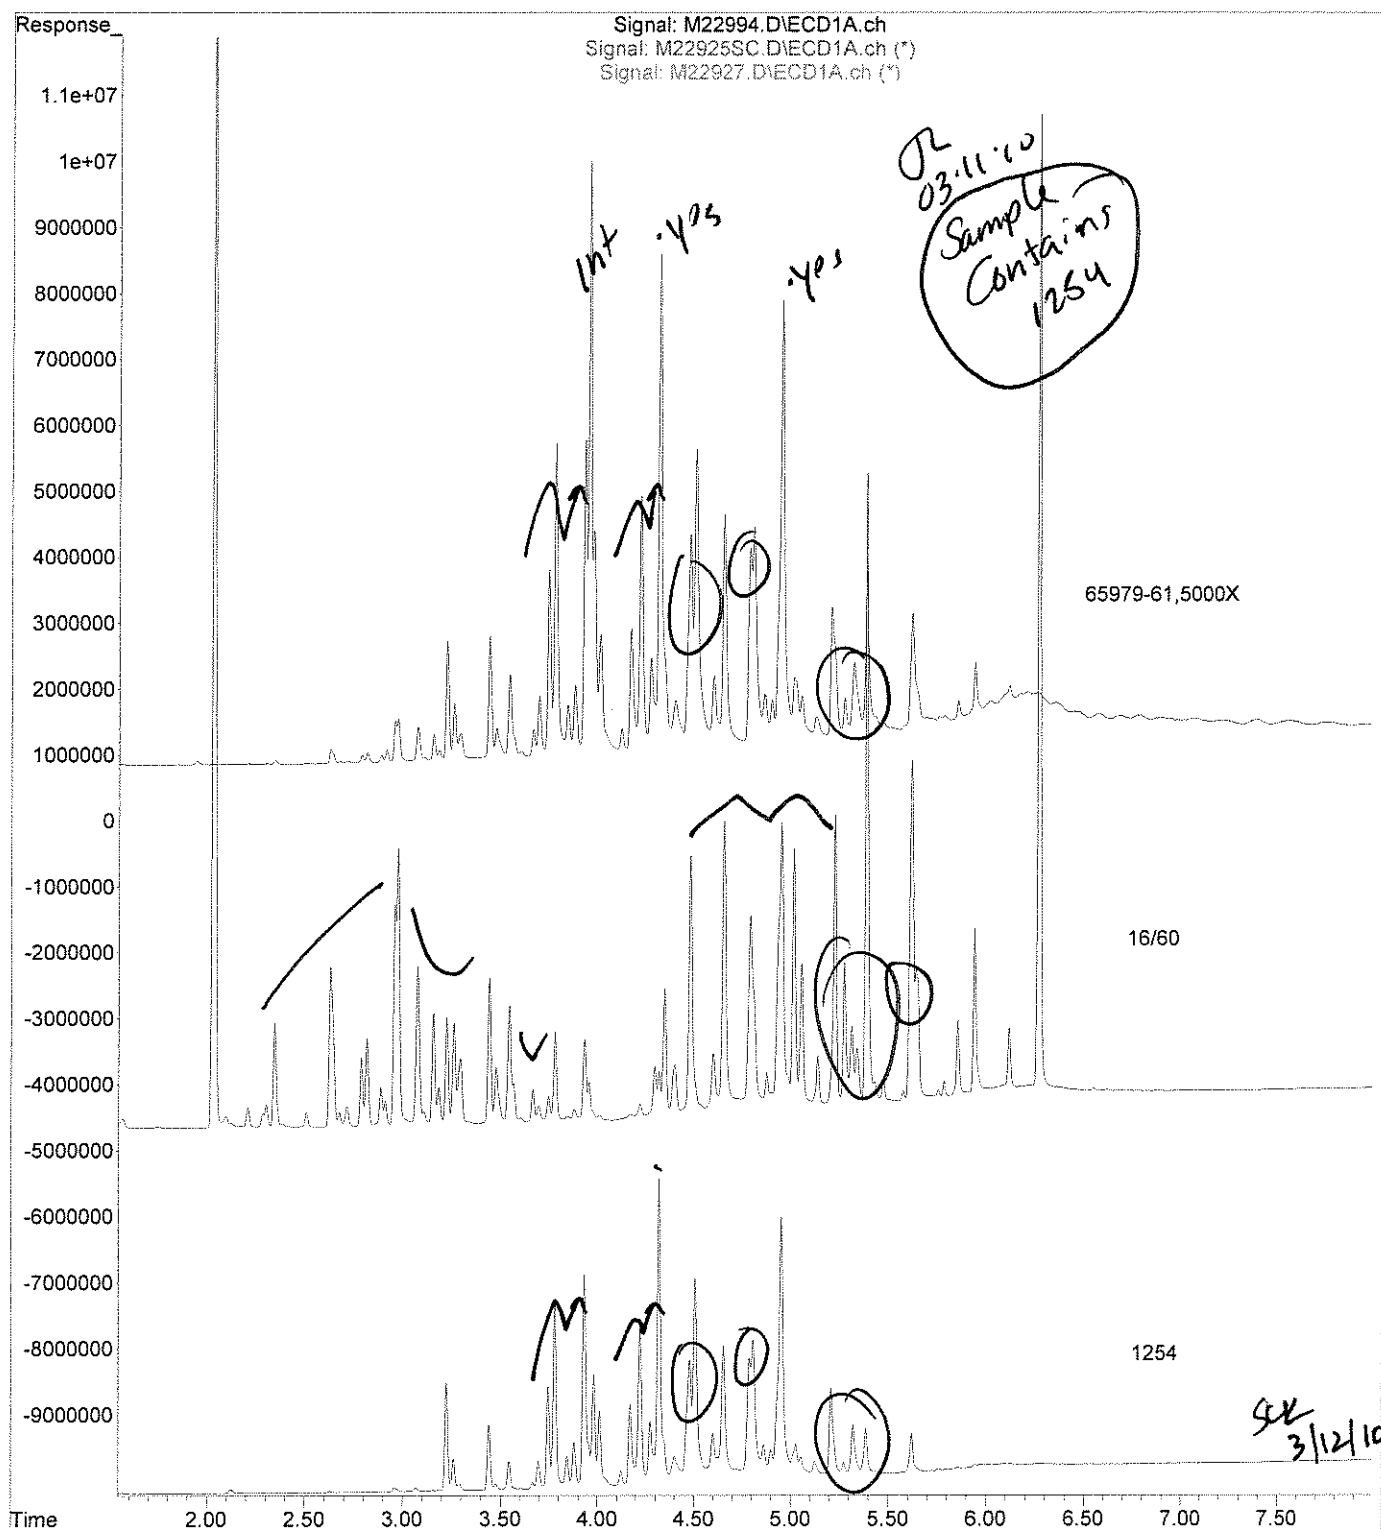 Response_
Signal: M22994.D\ECD1A.ch
Signal: M22925SC.D\ECD1A.ch (*)
Signal: M22927.D\ECD1A.ch (*)
1.1e+07
1e+07
9000000
8000000
7000000
6000000
5000000
4000000
3000000
2000000
1000000
0
-1000000
-2000000
-3000000
-4000000
-5000000
-6000000
-7000000
-8000000
-9000000
03.11.10
Sample
Contains
1254
Int
.yes
.yes
65979-61,5000X
16/60
1254
3/12/10
Time
2.00 2.50 3.00 3.50 4.00 4.50 5.00 5.50 6.00 6.50 7.00 7.50